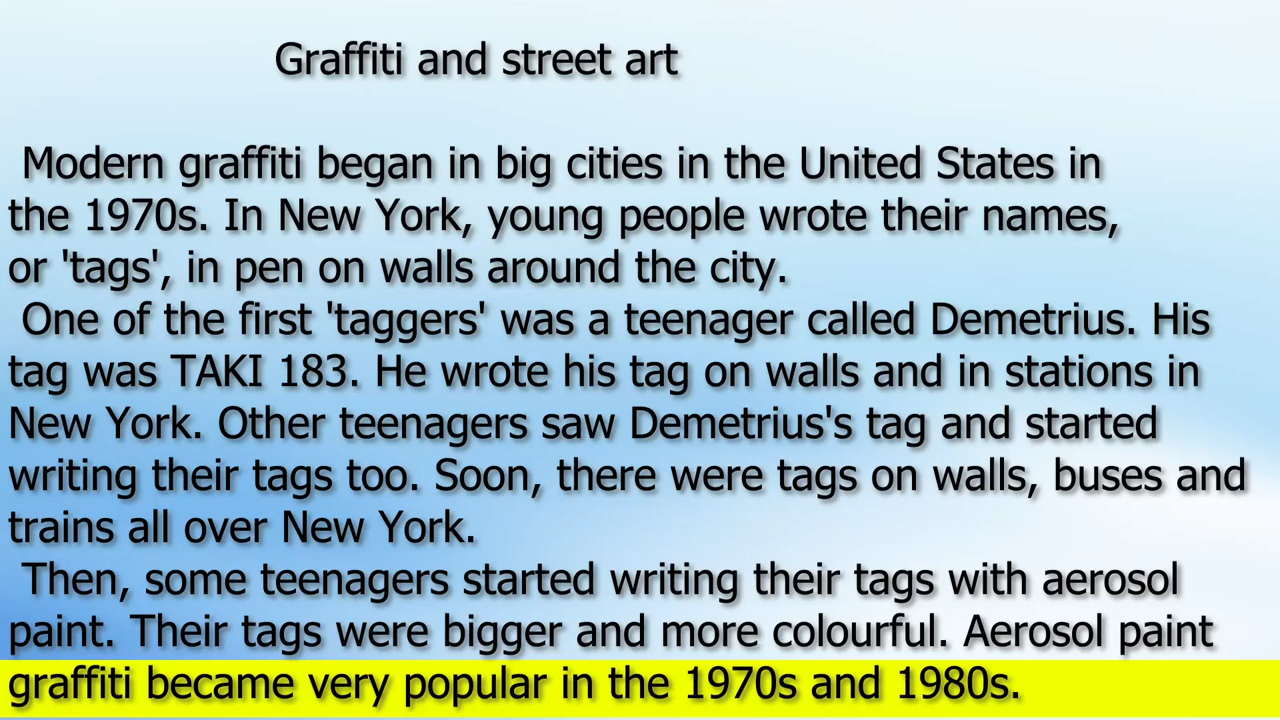 Graffiti and street art
Modern graffiti began in big cities in the United States in
the 1970s. In New York, young people wrote their names,
or 'tags', in pen on walls around the city.
One of the first 'taggers' was a teenager called Demetrius. His
tag was TAKI 183. He wrote his tag on walls and in stations in
New York. Other teenagers saw Demetrius's tag and started
writing their tags too. Soon, there were tags on walls, buses and
trains all over New York.
Then, some teenagers started writing their tags with aerosol
paint. Their tags were bigger and more colourful. Aerosol paint
graffiti became very popular in the 1970s and 1980s.